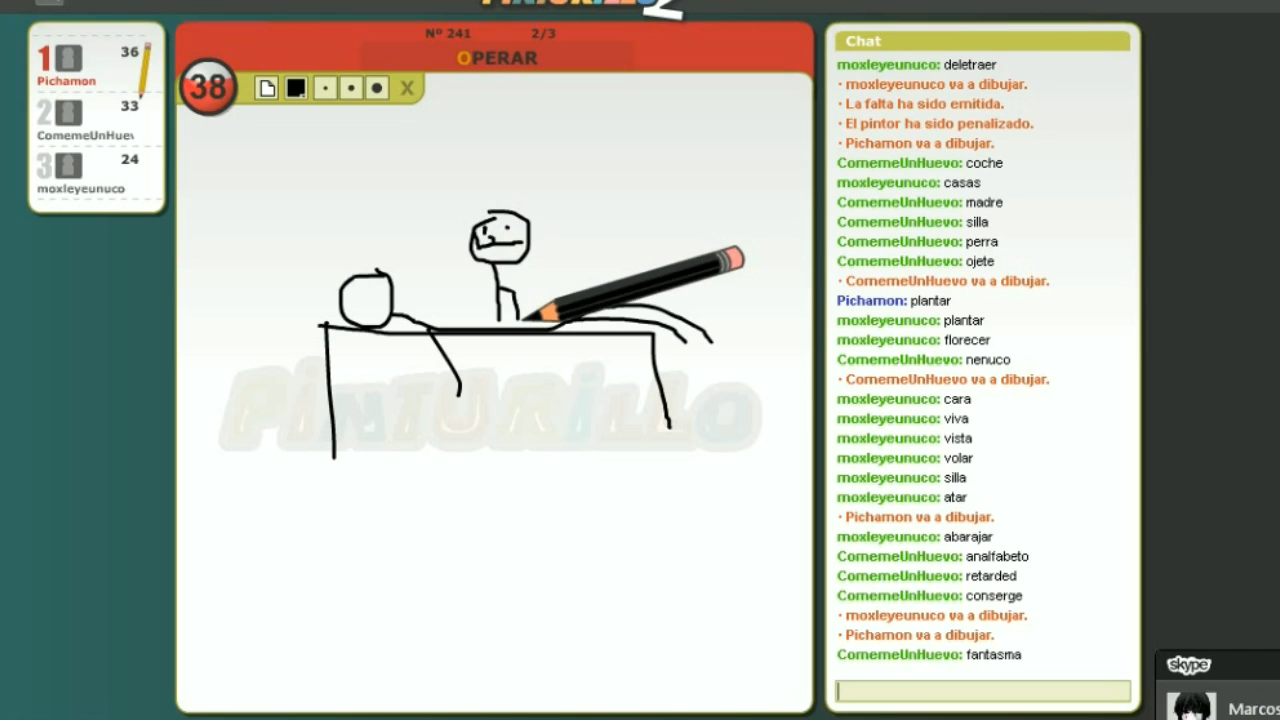 PINTURILLO 2
1 Pichamon 36
2 ComemeUnHuev 33
3 moxleyeunuco 24
Nº 241 2/3
OPERAR
38
X
PINTURILLO
Chat
moxleyeunuco: deletraer
· moxleyeunuco va a dibujar.
· La falta ha sido emitida.
· El pintor ha sido penalizado.
· Pichamon va a dibujar.
ComemeUnHuevo: coche
moxleyeunuco: casas
ComemeUnHuevo: madre
ComemeUnHuevo: silla
ComemeUnHuevo: perra
ComemeUnHuevo: ojete
· ComemeUnHuevo va a dibujar.
Pichamon: plantar
moxleyeunuco: plantar
moxleyeunuco: florecer
ComemeUnHuevo: nenuco
· ComemeUnHuevo va a dibujar.
moxleyeunuco: cara
moxleyeunuco: viva
moxleyeunuco: vista
moxleyeunuco: volar
moxleyeunuco: silla
moxleyeunuco: atar
· Pichamon va a dibujar.
moxleyeunuco: abarajar
ComemeUnHuevo: analfabeto
ComemeUnHuevo: retarded
ComemeUnHuevo: conserge
· moxleyeunuco va a dibujar.
· Pichamon va a dibujar.
ComemeUnHuevo: fantasma
skype
Marcos